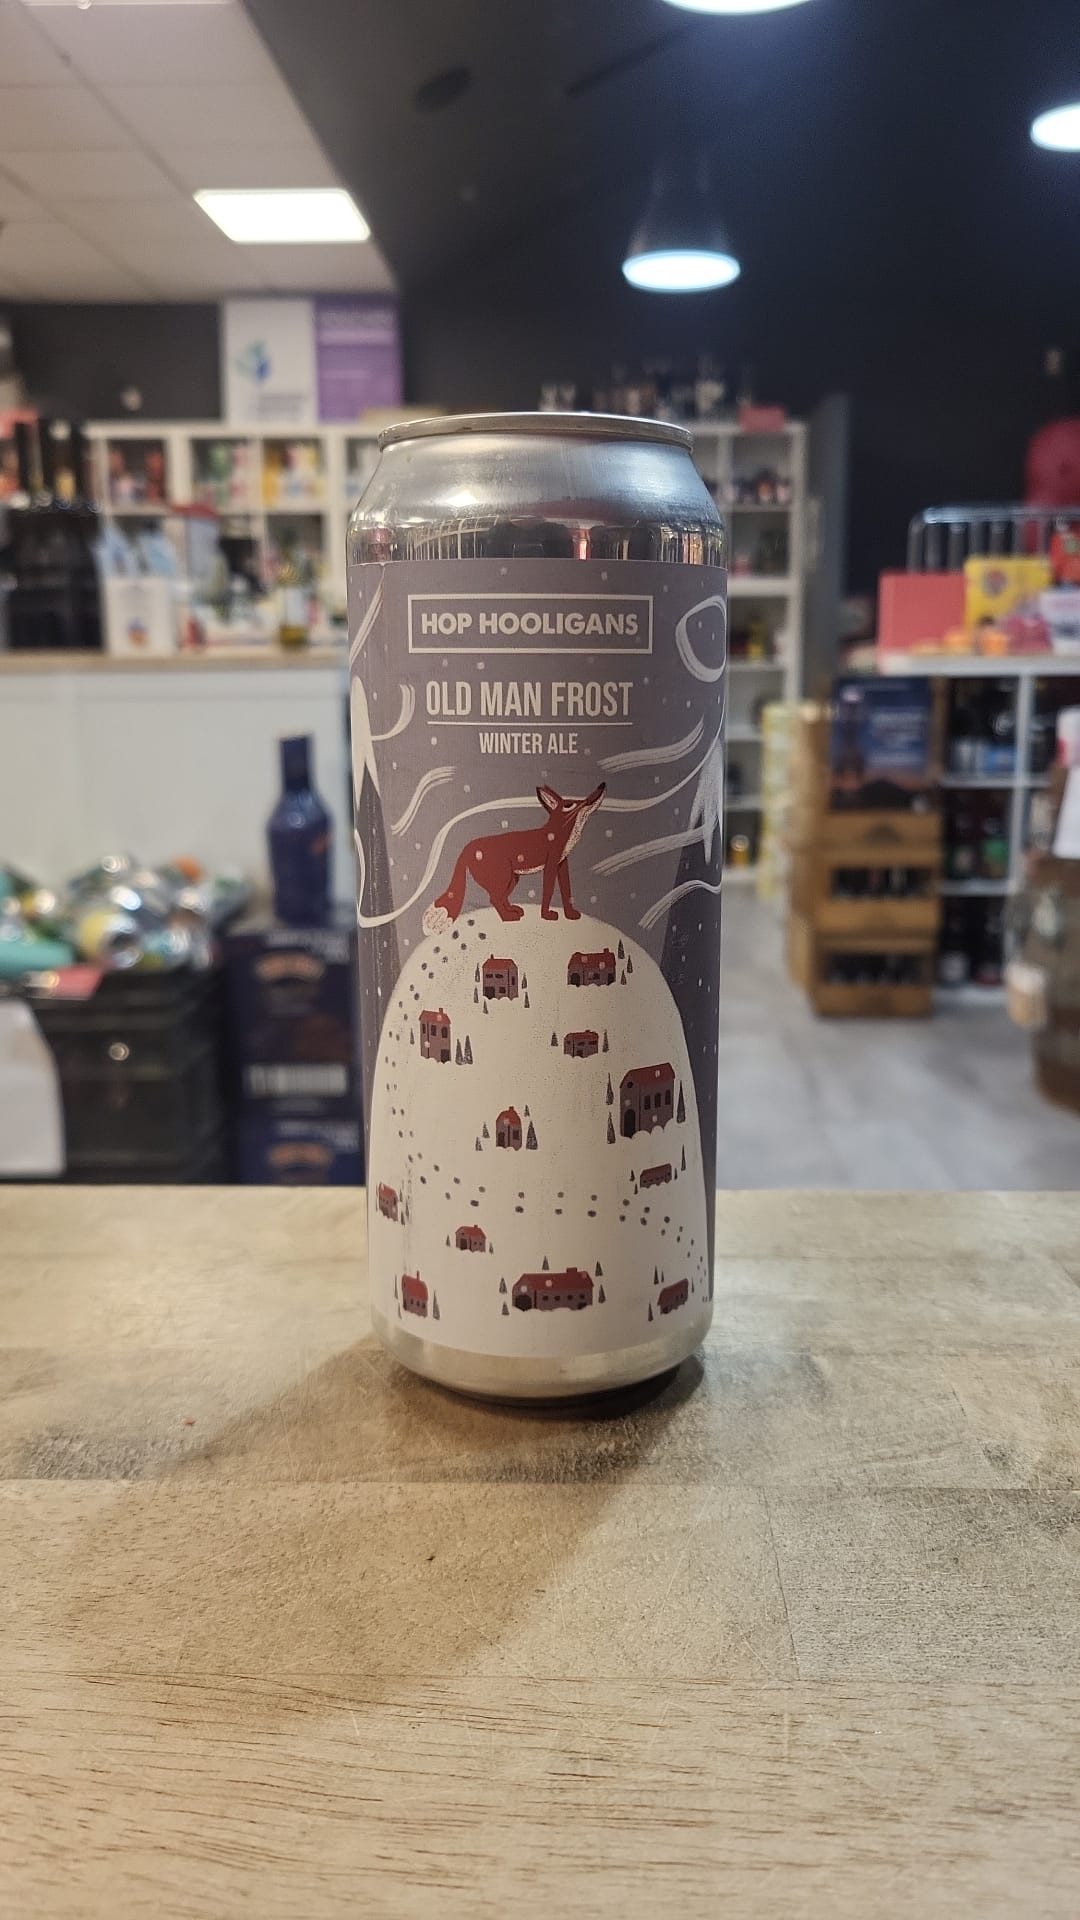 HOP HOOLIGANS
OLD MAN FROST
WINTER ALE